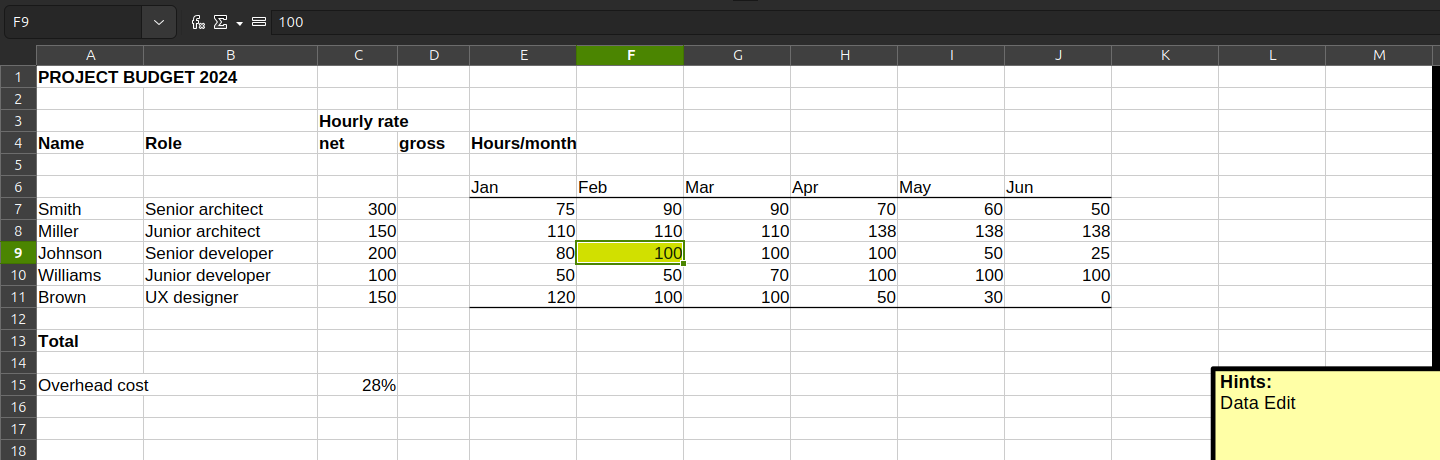 F9 fx Σ = 100
A B C D E F G H I J K L M
1 PROJECT BUDGET 2024
2
3 Hourly rate
4 Name Role net gross Hours/month
5
6 Jan Feb Mar Apr May Jun
7 Smith Senior architect 300 75 90 90 70 60 50
8 Miller Junior architect 150 110 110 110 138 138 138
9 Johnson Senior developer 200 80 100 100 100 50 25
10 Williams Junior developer 100 50 50 70 100 100 100
11 Brown UX designer 150 120 100 100 50 30 0
12
13 Total
14
15 Overhead cost 28%
16
17
18
Hints:
Data Edit